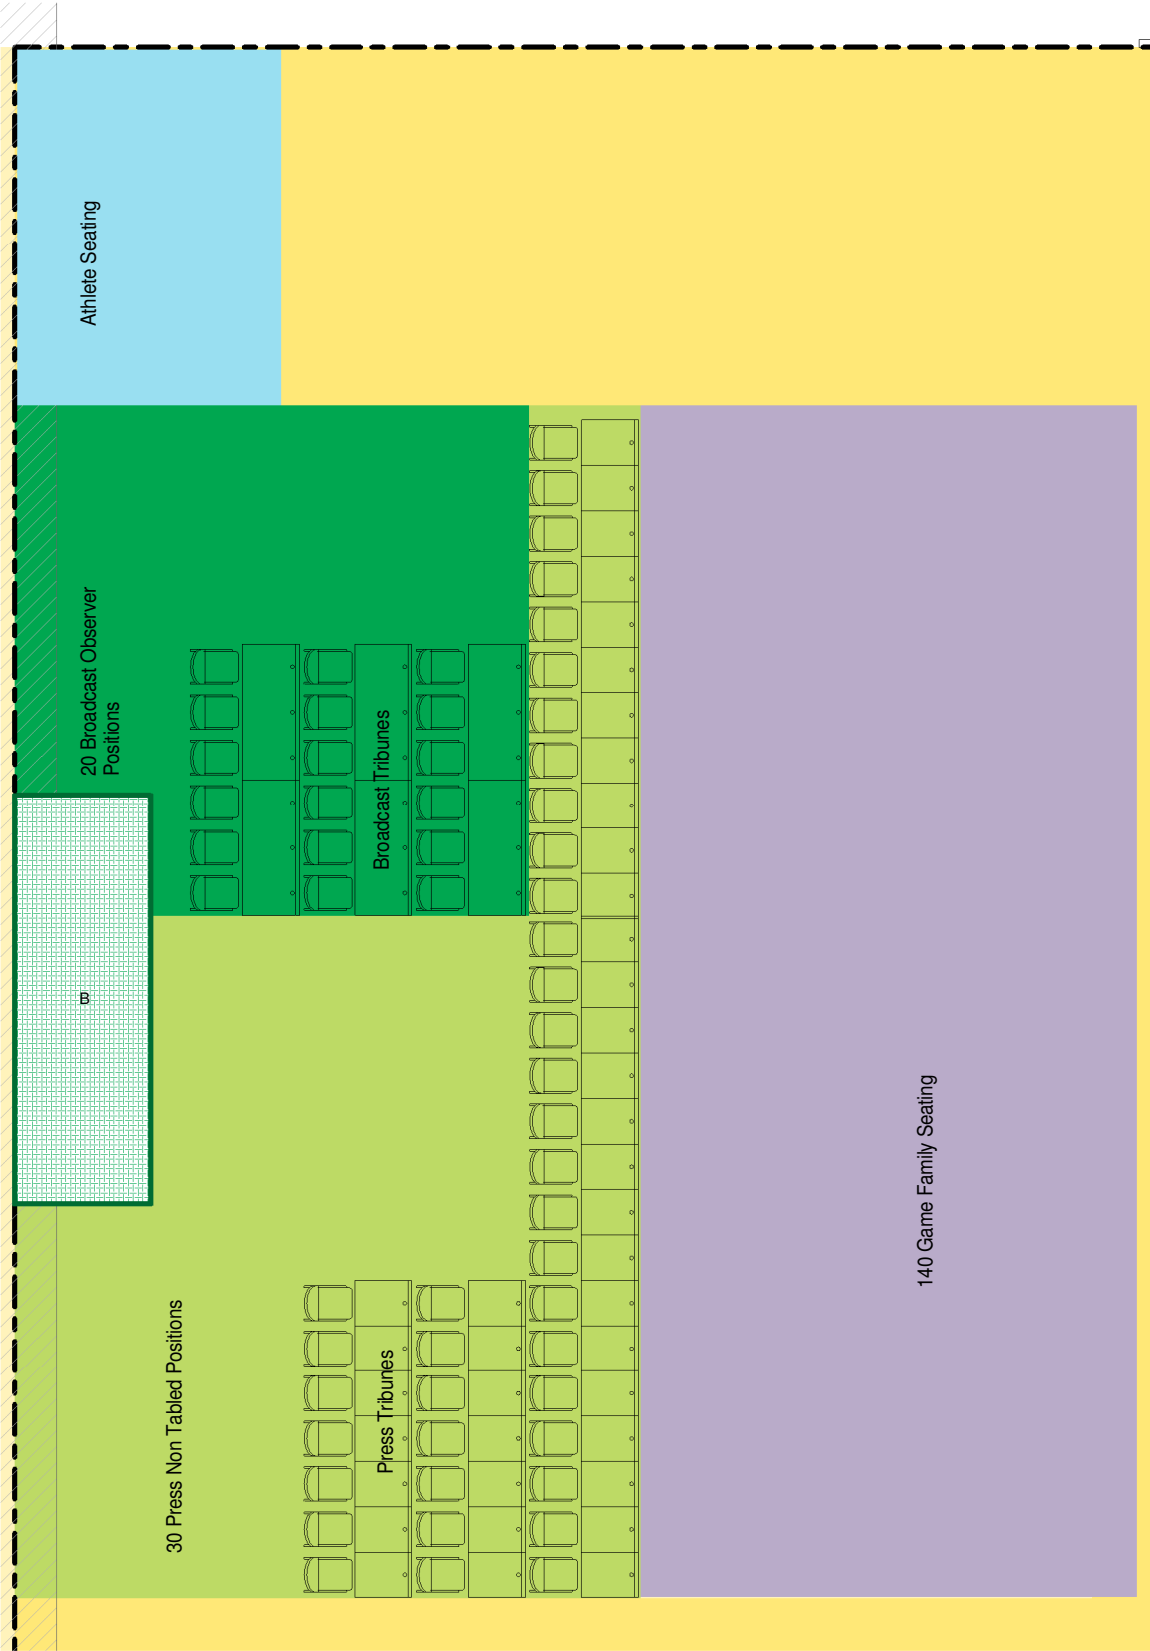 Athlete Seating
20 Broadcast Observer
Positions
Broadcast Tribunes
B
30 Press Non Tabled Positions
Press Tribunes
140 Game Family Seating